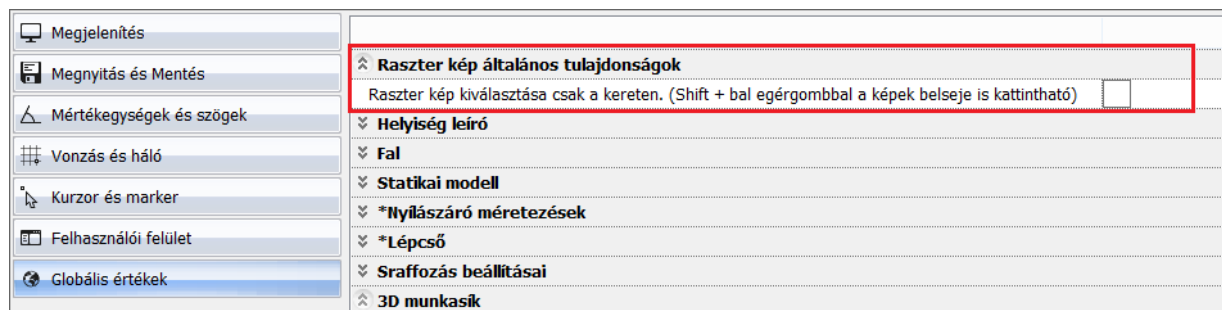 Megjelenítés
Megnyitás és Mentés
Mértékegységek és szögek
Vonzás és háló
Kurzor és marker
Felhasználói felület
Globális értékek
Raszter kép általános tulajdonságok
Raszter kép kiválasztása csak a kereten. (Shift + bal egérgombbal a képek belseje is kattintható)
Helyiség leíró
Fal
Statikai modell
*Nyílászáró méretezések
*Lépcső
Sraffozás beállításai
3D munkasík